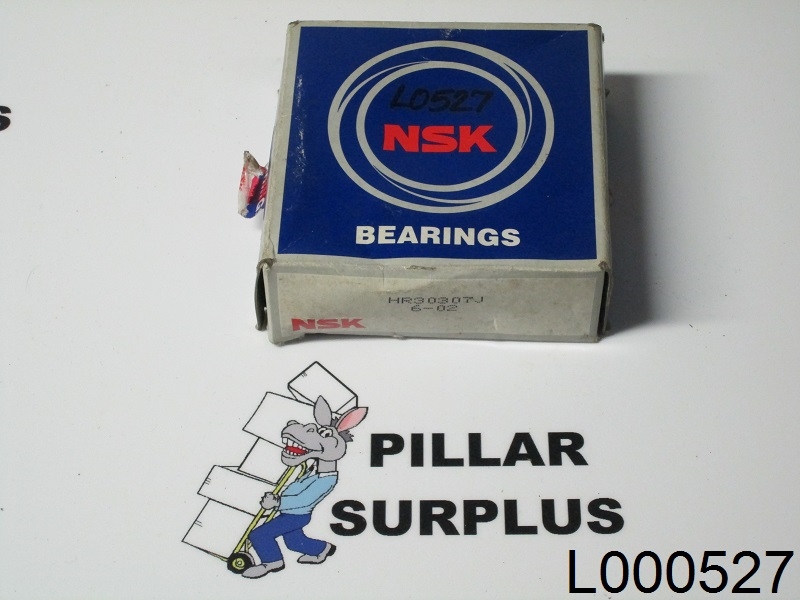 L0527
NSK
BEARINGS
HR30307J
6-02
NSK
PILLAR
SURPLUS
L000527